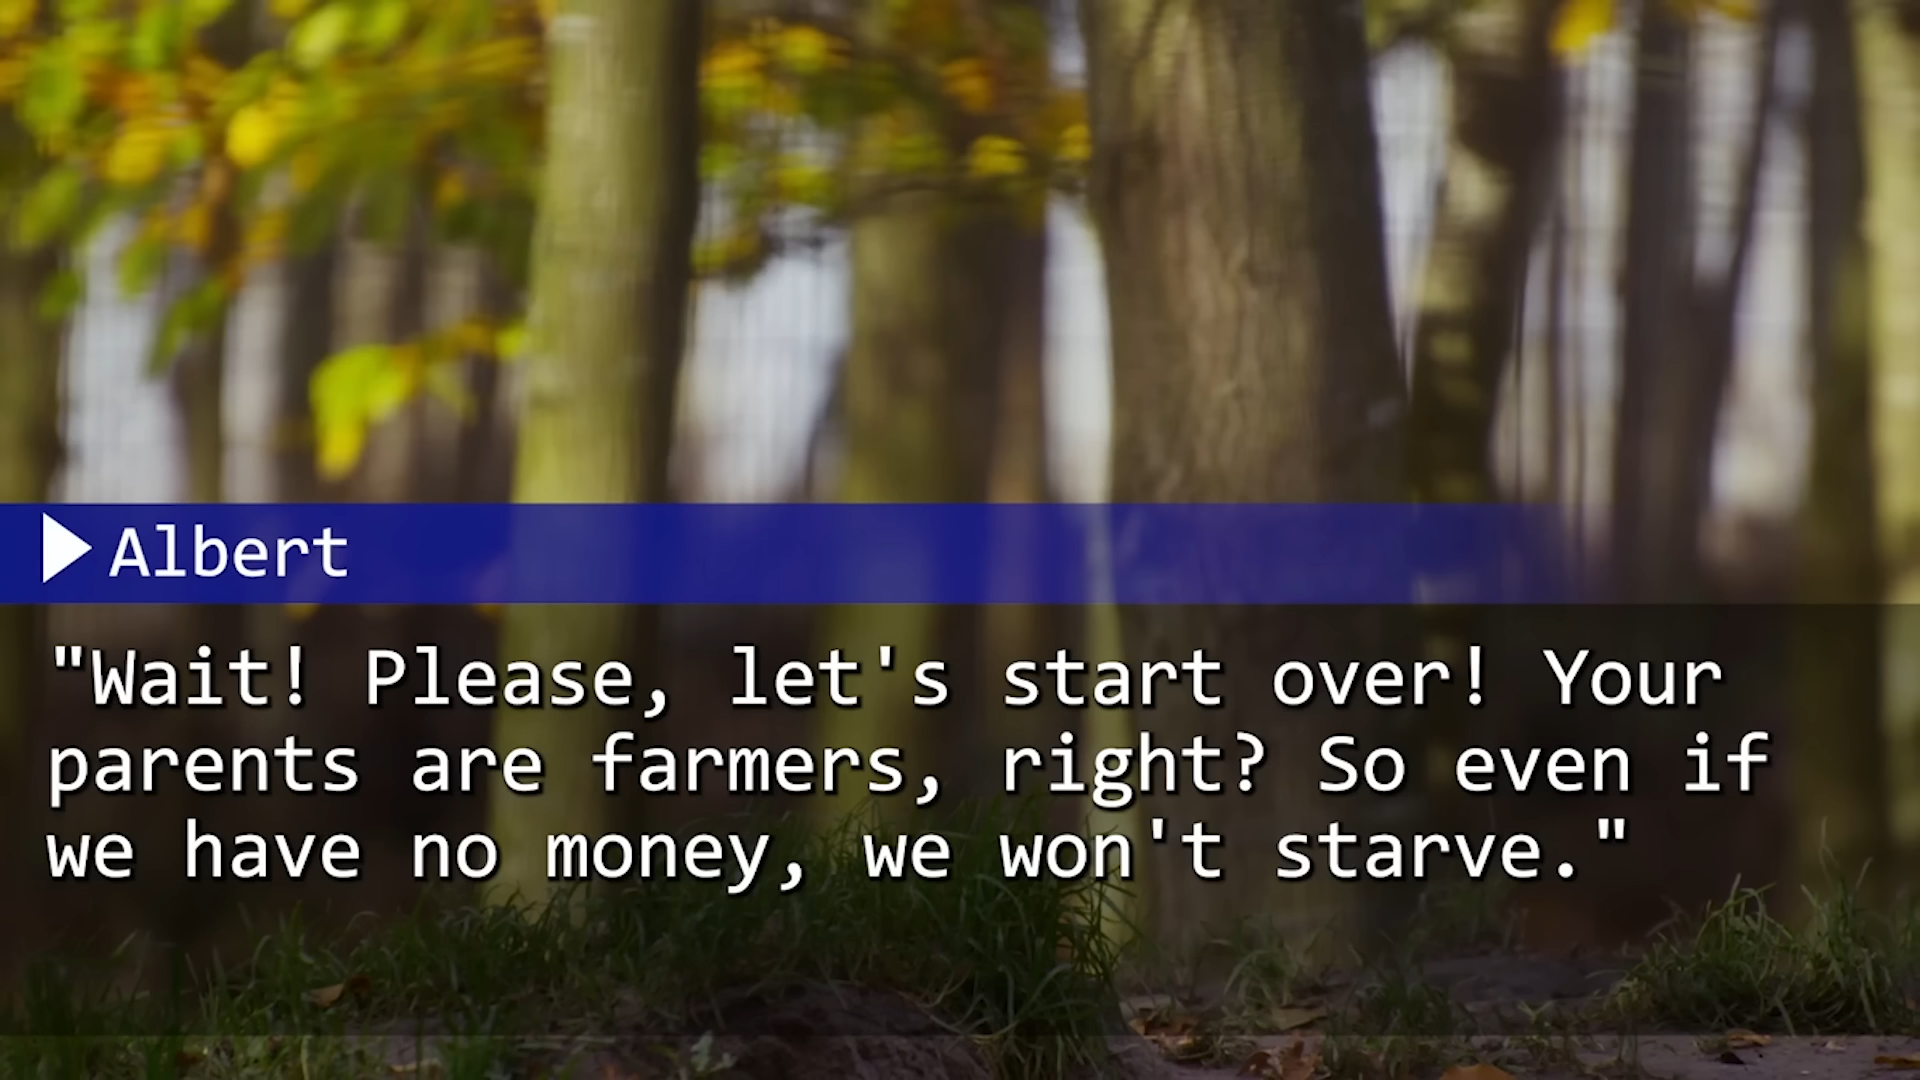 Albert
"Wait! Please, let's start over! Your
parents are farmers, right? So even if
we have no money, we won't starve."